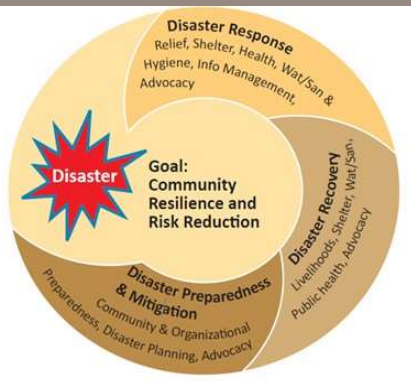 Disaster Response
Relief, Shelter, Health, Wat/San &
Hygiene, Info Management,
Advocacy
Disaster
Goal:
Community
Resilience and
Risk Reduction
Disaster Recovery
Livelihoods, Shelter, Wat/San,
Public health, Advocacy
Disaster Preparedness
& Mitigation
Community & Organizational
Preparedness, Disaster Planning, Advocacy